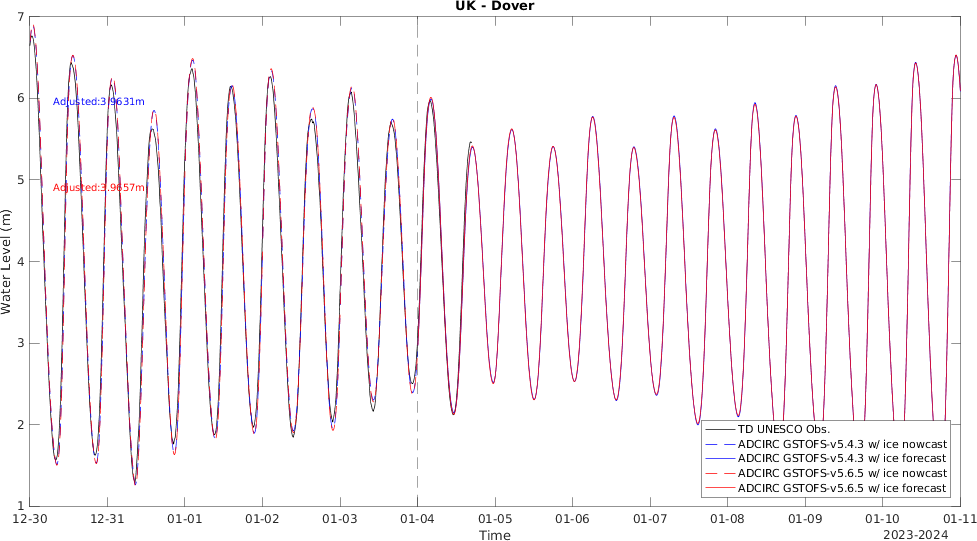 UK - Dover
7
6
5
4
3
2
1
Water Level (m)
Adjusted:3.9631m
Adjusted:3.9657m
TD UNESCO Obs.
ADCIRC GSTOFS-v5.4.3 w/ ice nowcast
ADCIRC GSTOFS-v5.4.3 w/ ice forecast
ADCIRC GSTOFS-v5.6.5 w/ ice nowcast
ADCIRC GSTOFS-v5.6.5 w/ ice forecast
12-30 12-31 01-01 01-02 01-03 01-04 01-05 01-06 01-07 01-08 01-09 01-10 01-11
Time
2023-2024